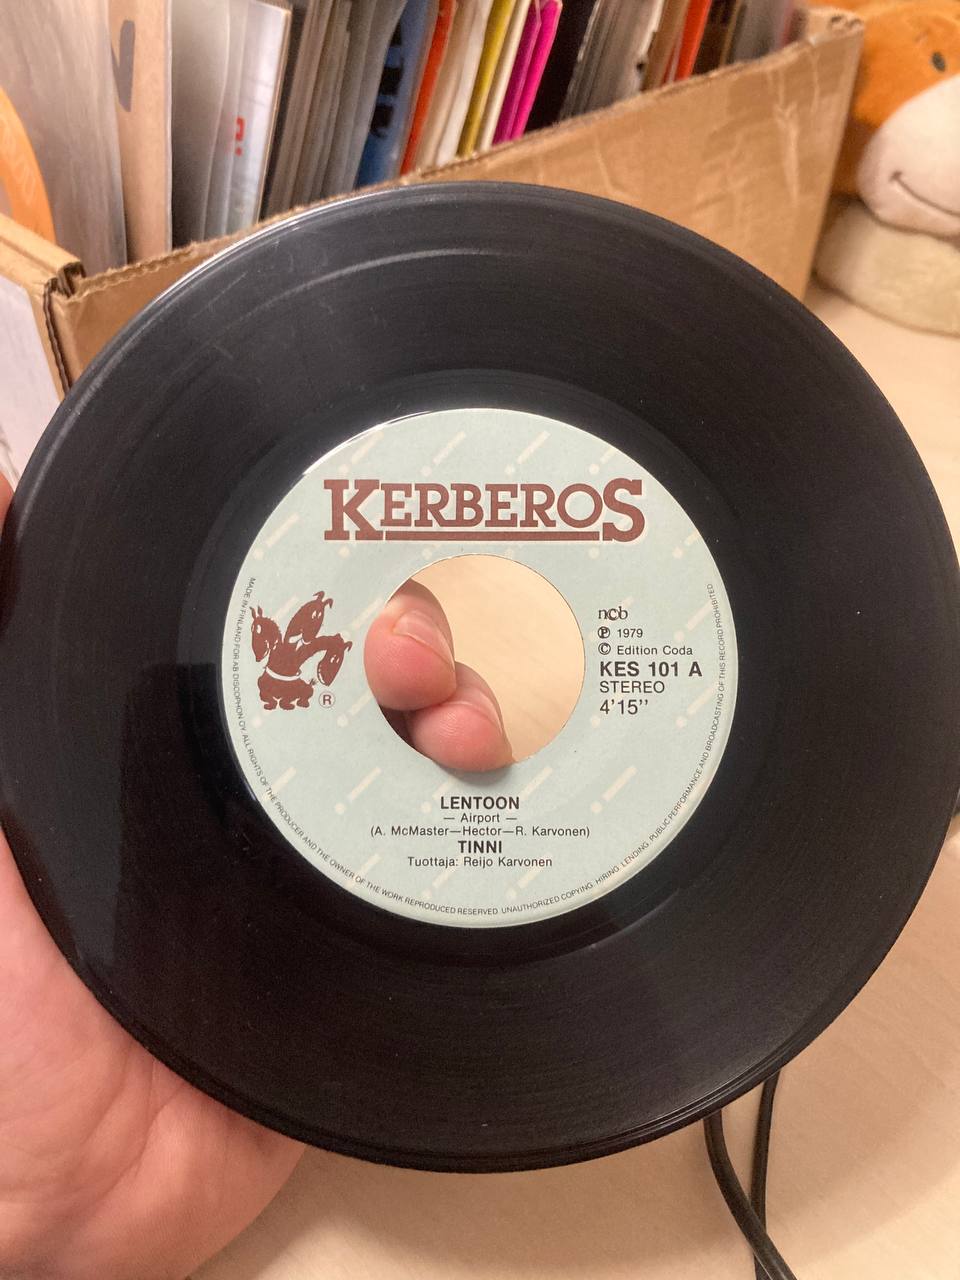 KERBEROS
ncb
Ⓟ 1979
© Edition Coda
KES 101 A
STEREO
4'15''
®
LENTOON
— Airport —
(A. McMaster—Hector—R. Karvonen)
TINNI
Tuottaja: Reijo Karvonen
MADE IN FINLAND FOR AB DISCOPHON OY. ALL RIGHTS OF THE PRODUCER AND THE OWNER OF THE WORK REPRODUCED RESERVED. UNAUTHORIZED COPYING. HIRING. LENDING. PUBLIC PERFORMANCE AND BROADCASTING OF THIS RECORD PROHIBITED